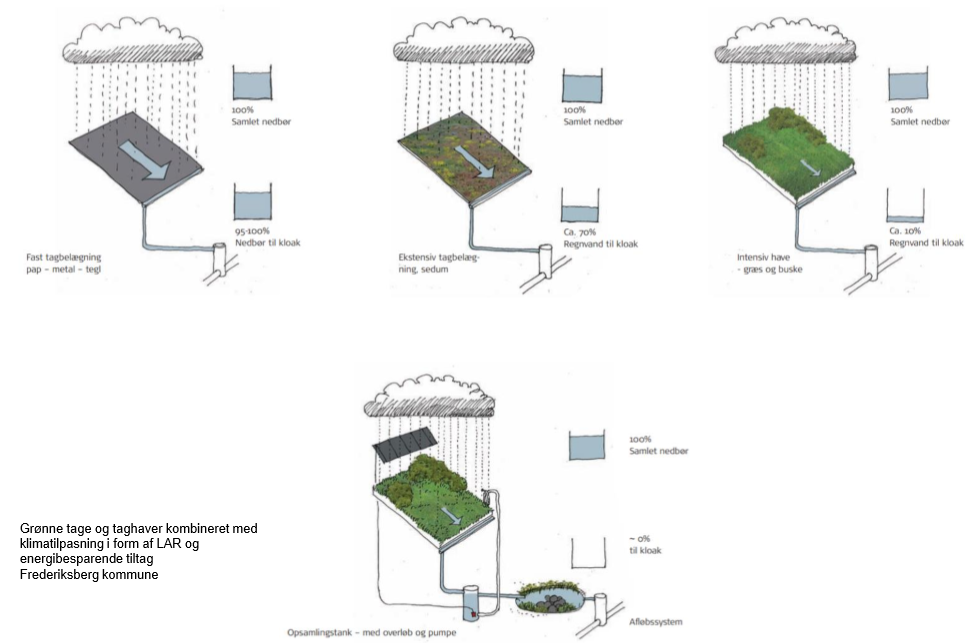 100%
Samlet nedbør
95-100%
Nedbør til kloak
Fast tagbelægning
pap – metal – tegl
100%
Samlet nedbør
Ca. 70%
Regnvand til kloak
Ekstensiv tagbelæg-
ning, sedum
100%
Samlet nedbør
Ca. 10%
Regnvand til kloak
Intensiv have
- græs og buske
100%
Samlet nedbør
~ 0%
til kloak
Afløbssystem
Opsamlingstank – med overløb og pumpe
Grønne tage og taghaver kombineret med
klimatilpasning i form af LAR og
energibesparende tiltag
Frederiksberg kommune